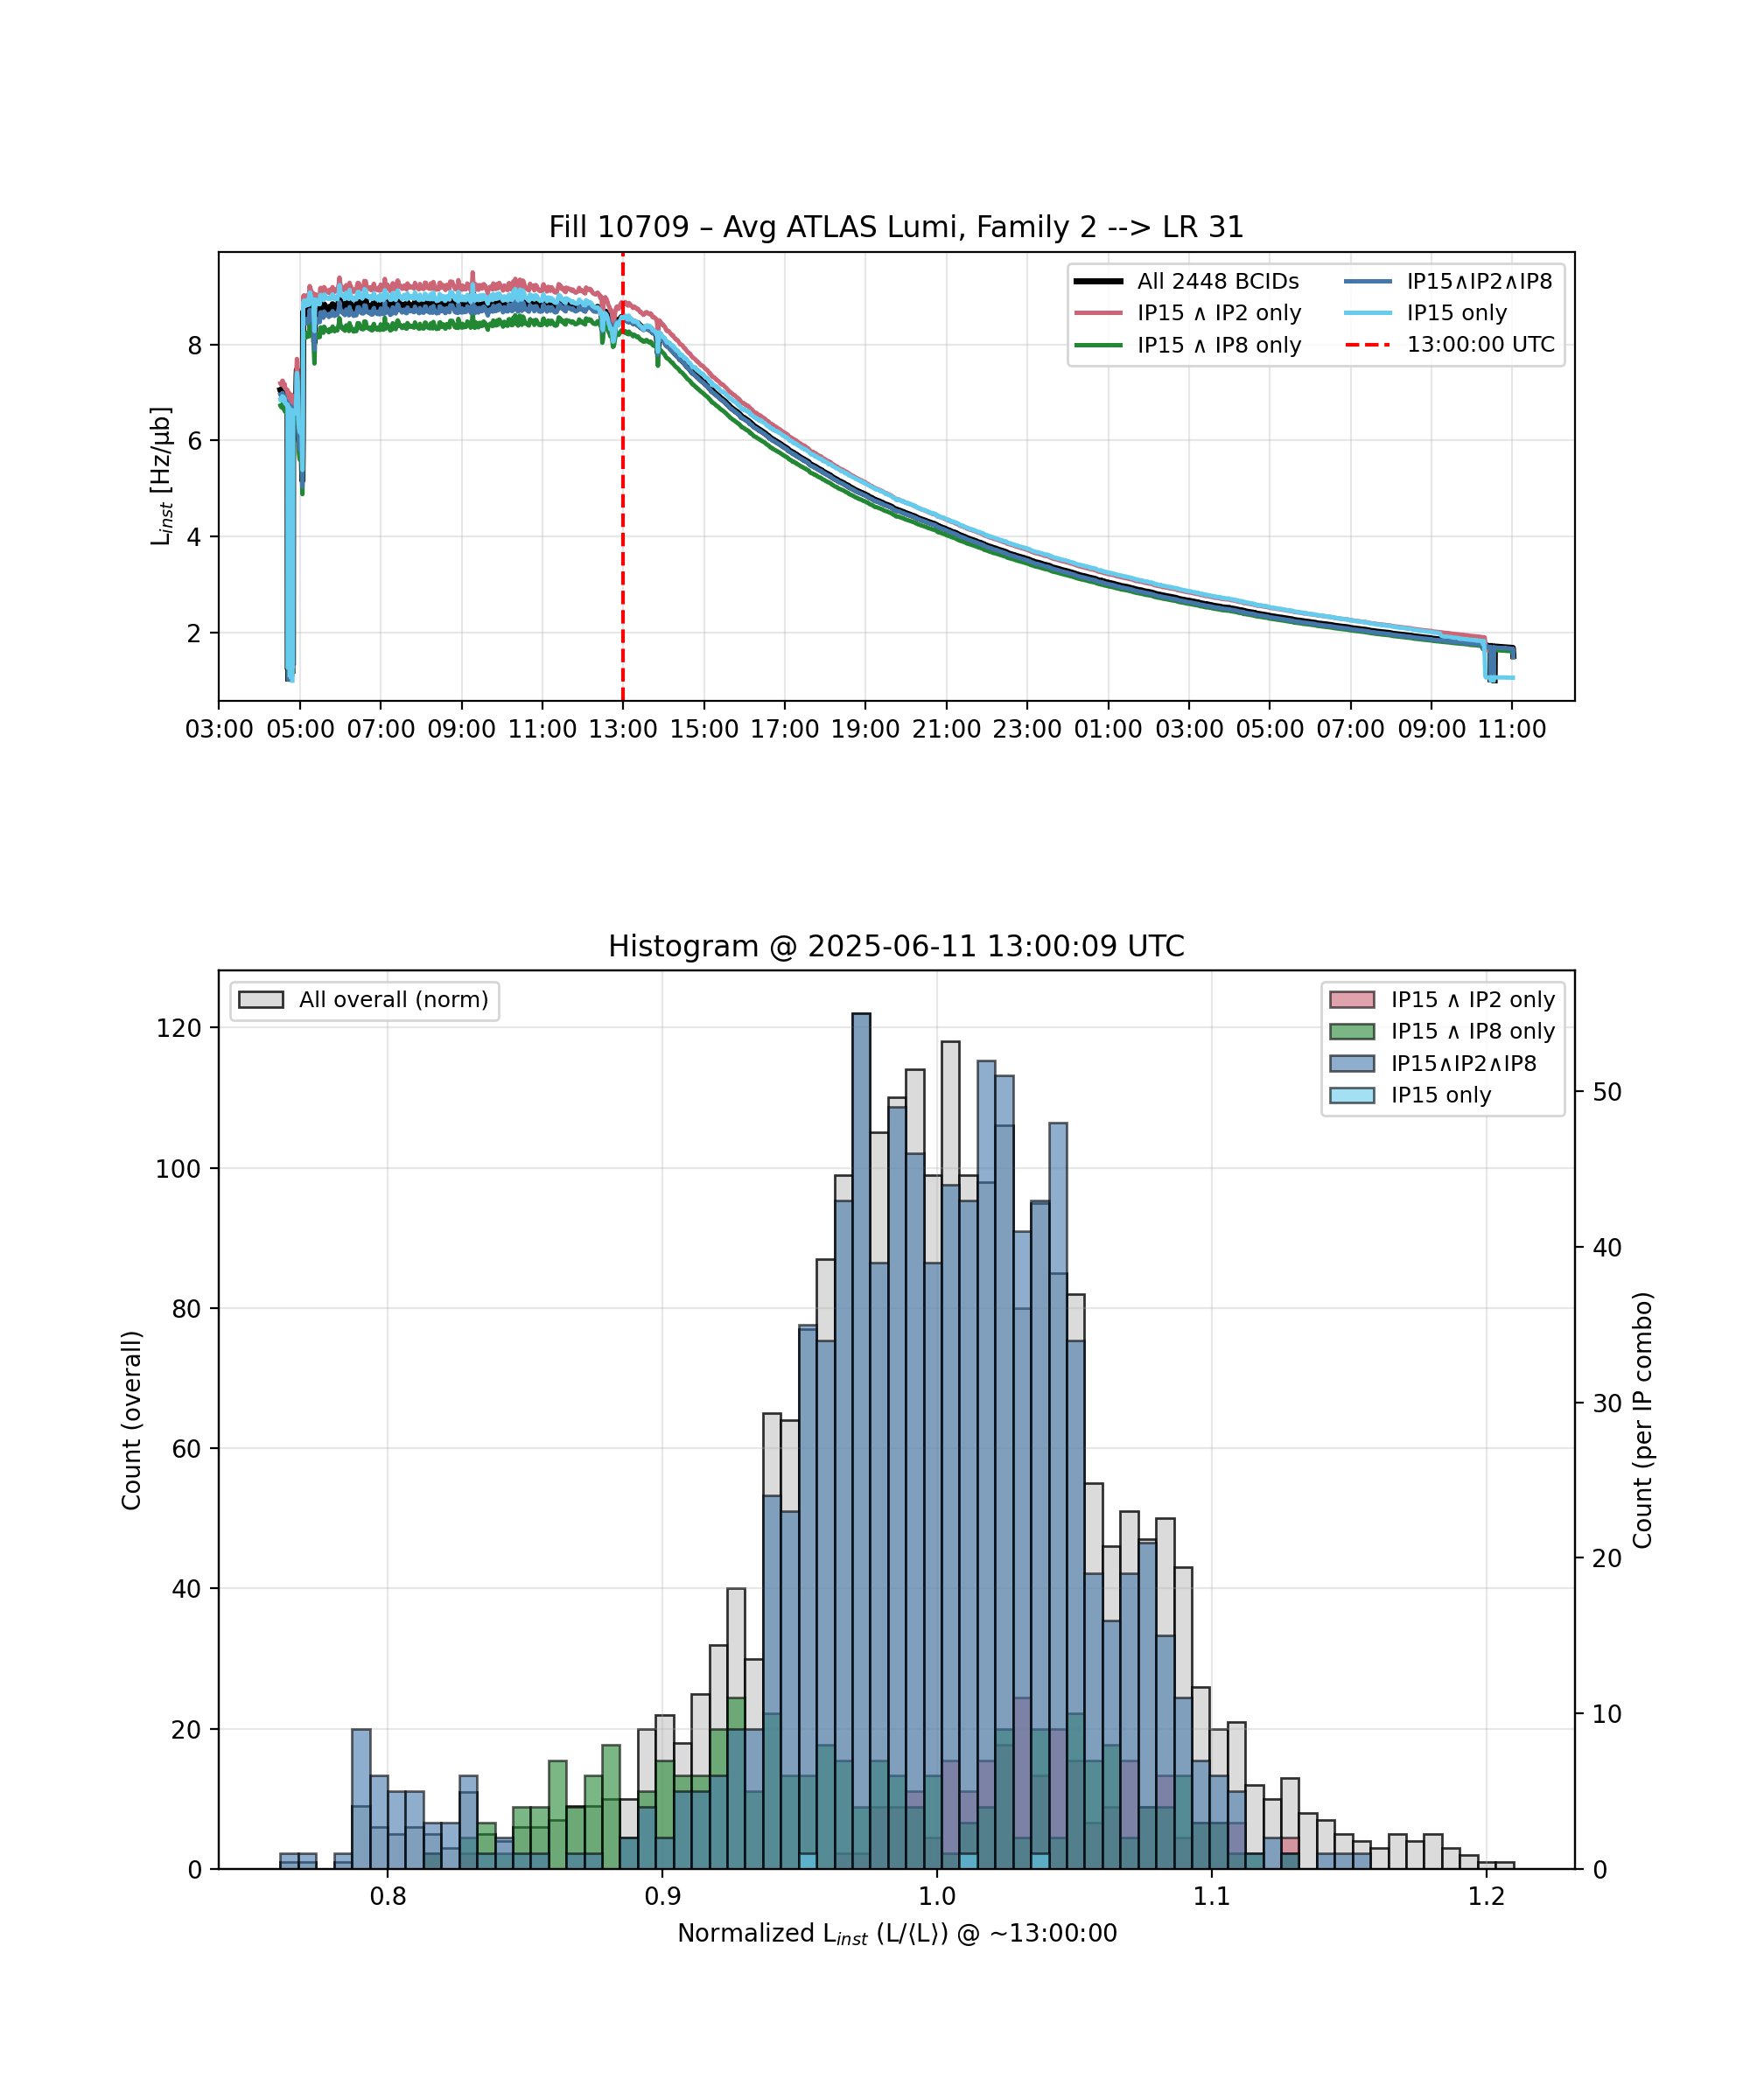 Fill 10709 – Avg ATLAS Lumi, Family 2 --> LR 31
All 2448 BCIDs
IP15 ∧ IP2 only
IP15 ∧ IP8 only
IP15∧IP2∧IP8
IP15 only
13:00:00 UTC
L_inst [Hz/μb]
8
6
4
2
03:00 05:00 07:00 09:00 11:00 13:00 15:00 17:00 19:00 21:00 23:00 01:00 03:00 05:00 07:00 09:00 11:00
Histogram @ 2025-06-11 13:00:09 UTC
All overall (norm)
IP15 ∧ IP2 only
IP15 ∧ IP8 only
IP15∧IP2∧IP8
IP15 only
Count (overall)
120
100
80
60
40
20
0
Count (per IP combo)
50
40
30
20
10
0
0.8 0.9 1.0 1.1 1.2
Normalized L_inst (L/⟨L⟩) @ ~13:00:00